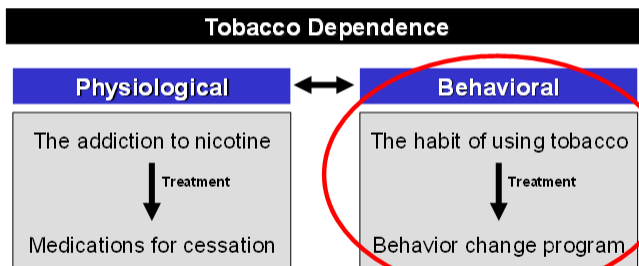 Tobacco Dependence
Physiological
Behavioral
The addiction to nicotine
Treatment
Medications for cessation
The habit of using tobacco
Treatment
Behavior change program